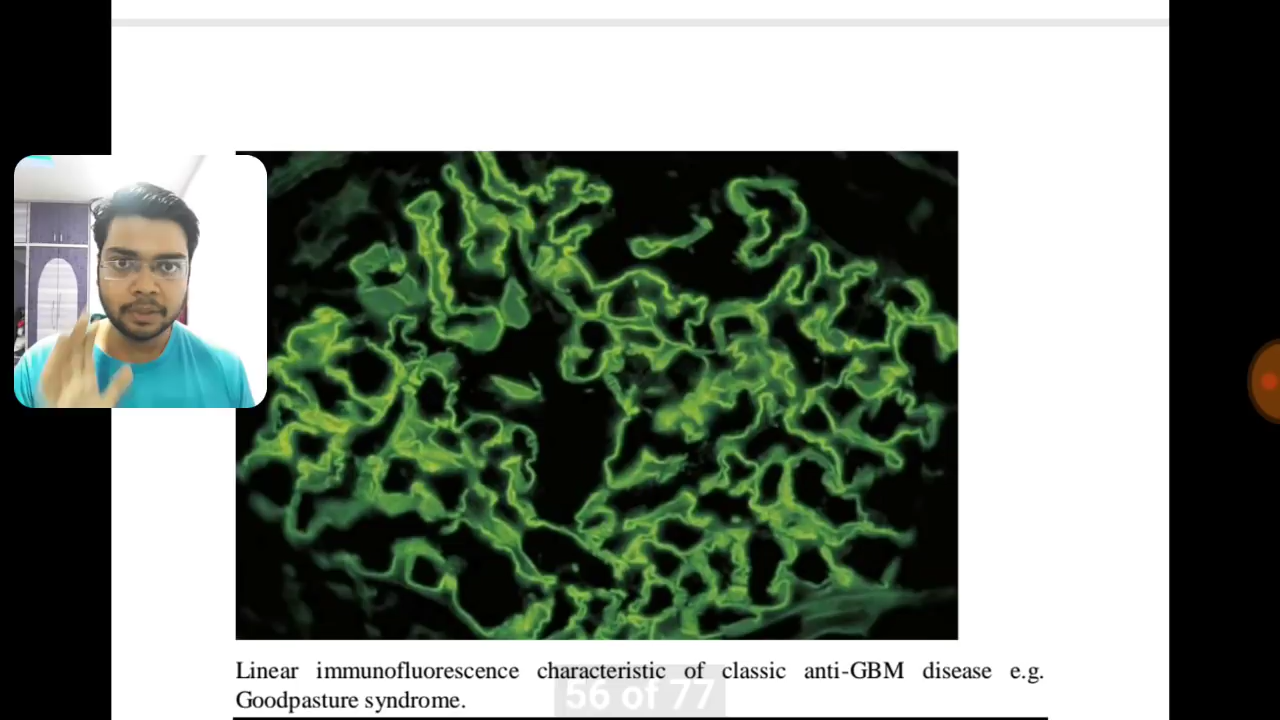 Linear immunofluorescence characteristic of classic anti-GBM disease e.g.
Goodpasture syndrome.
56 of 77